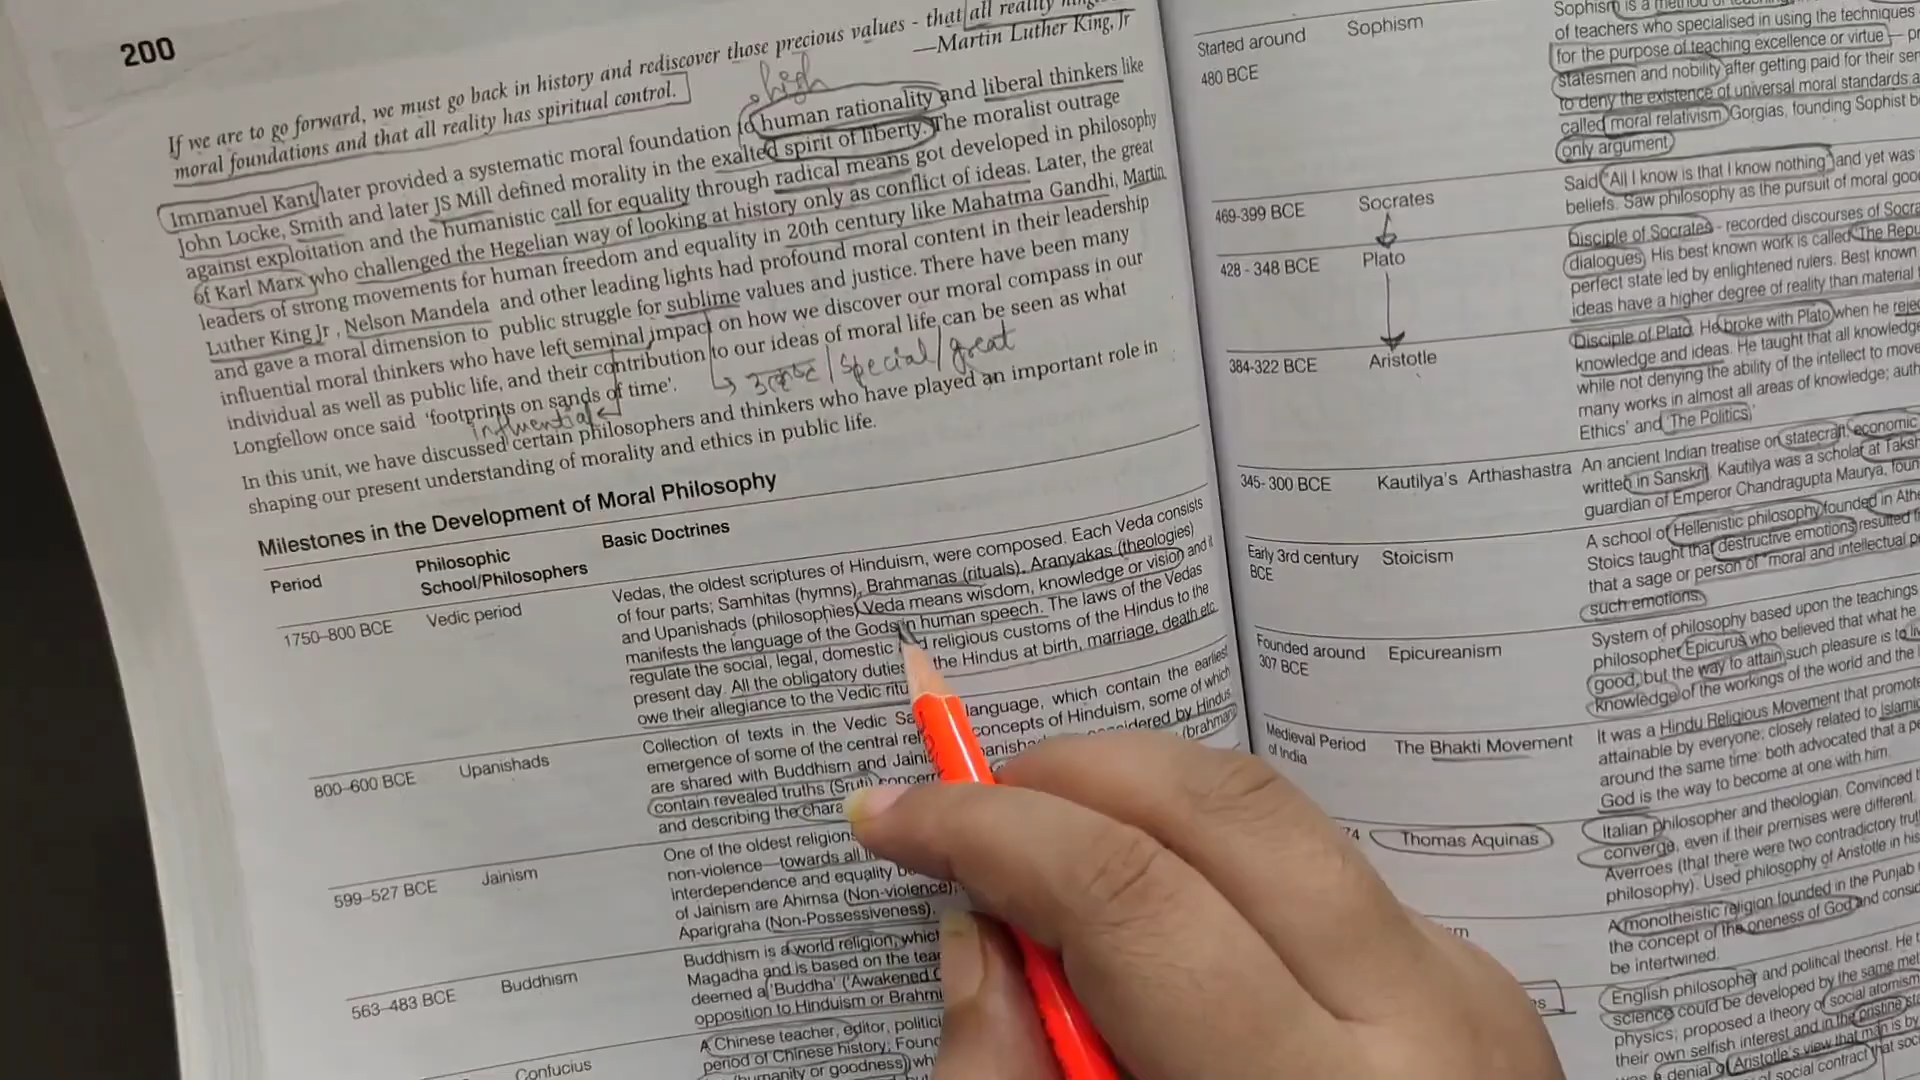 200
If we are to go forward, we must go back in history and rediscover those precious values - that all reality
moral foundations and that all reality has spiritual control.
—Martin Luther King, Jr
high
Immanuel Kant later provided a systematic moral foundation to human rationality and liberal thinkers like
John Locke, Smith and later JS Mill defined morality in the exalted spirit of liberty. The moralist outrage
against exploitation and the humanistic call for equality through radical means got developed in philosophy
of Karl Marx who challenged the Hegelian way of looking at history only as conflict of ideas. Later, the great
leaders of strong movements for human freedom and equality in 20th century like Mahatma Gandhi, Martin
Luther King Jr, Nelson Mandela and other leading lights had profound moral content in their leadership
and gave a moral dimension to public struggle for sublime values and justice. There have been many
influential moral thinkers who have left seminal impact on how we discover our moral compass in our
individual as well as public life, and their contribution to our ideas of moral life can be seen as what
Longfellow once said 'footprints on sands of time'.
special/great
influential
In this unit, we have discussed certain philosophers and thinkers who have played an important role in
shaping our present understanding of morality and ethics in public life.
Milestones in the Development of Moral Philosophy
Period Philosophic School/Philosophers Basic Doctrines
1750–800 BCE Vedic period
Vedas, the oldest scriptures of Hinduism, were composed. Each Veda consists
of four parts; Samhitas (hymns), Brahmanas (rituals), Aranyakas (theologies)
and Upanishads (philosophies) Veda means wisdom, knowledge or vision and it
manifests the language of the Gods in human speech. The laws of the Vedas
regulate the social, legal, domestic and religious customs of the Hindus to the
present day. All the obligatory duties the Hindus at birth, marriage, death etc.
owe their allegiance to the Vedic
800–600 BCE Upanishads
Collection of texts in the Vedic language, which contain the earliest
emergence of some of the central concepts of Hinduism, some of which
are shared with Buddhism and considered by Hindus
contain revealed truths (Sruti) (brahman)
and describing the
599–527 BCE Jainism
One of the oldest religions
non-violence—towards all
interdependence and equality
of Jainism are Ahimsa (Non-violence),
Aparigraha (Non-Possessiveness).
563–483 BCE Buddhism
Buddhism is a world religion, which
Magadha and is based on the
deemed a 'Buddha' ('Awakened
opposition to Hinduism or
Confucius
A Chinese teacher, editor,
period of Chinese history;
(humanity or goodness)
Started around
480 BCE
Sophism
Sophism is a method of
of teachers who specialised in using the techniques
for the purpose of teaching excellence or virtue —
statesmen and nobility after getting paid for their
to deny the existence of universal moral standards
called moral relativism Gorgias, founding Sophist
only argument
469-399 BCE Socrates
Said "All I know is that I know nothing" and yet was
beliefs. Saw philosophy as the pursuit of moral
428 - 348 BCE Plato
Disciple of Socrates - recorded discourses of
dialogues. His best known work is called The
perfect state led by enlightened rulers. Best known
ideas have a higher degree of reality than material
384-322 BCE Aristotle
Disciple of Plato. He broke with Plato when he
knowledge and ideas. He taught that all knowledge
while not denying the ability of the intellect to move
many works in almost all areas of knowledge;
Ethics' and 'The Politics'
345- 300 BCE Kautilya's Arthashastra
An ancient Indian treatise on statecraft, economic
written in Sanskrit. Kautilya was a scholar at
guardian of Emperor Chandragupta Maurya,
Early 3rd century
BCE
Stoicism
A school of Hellenistic philosophy founded in
Stoics taught that destructive emotions resulted
that a sage or person of "moral and intellectual
such emotions.
Founded around
307 BCE
Epicureanism
System of philosophy based upon the teachings
philosopher Epicurus who believed that what he
good, but the way to attain such pleasure is to
knowledge of the workings of the world and the
Medieval Period
of India
The Bhakti Movement
It was a Hindu Religious Movement that
attainable by everyone; closely related to Islamic
around the same time: both advocated that a
God is the way to become at one with him.
74 Thomas Aquinas
Italian philosopher and theologian. Convinced
converge, even if their premises were different.
Averroes (that there were two contradictory
philosophy). Used philosophy of Aristotle in his
A monotheistic religion founded in the Punjab
the concept of the oneness of God and
be intertwined.
English philosopher and political theorist. He
science could be developed by the same
physics; proposed a theory of social atomism
their own selfish interest and in the pristine
was a denial of Aristotle's view that man is by
of social contract that